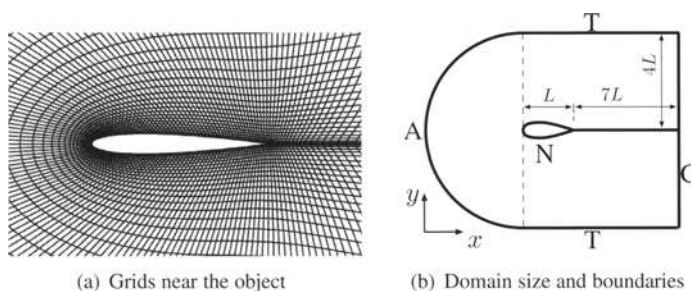 T
4L
L
7L
A
N
y
x
T
(a) Grids near the object
(b) Domain size and boundaries